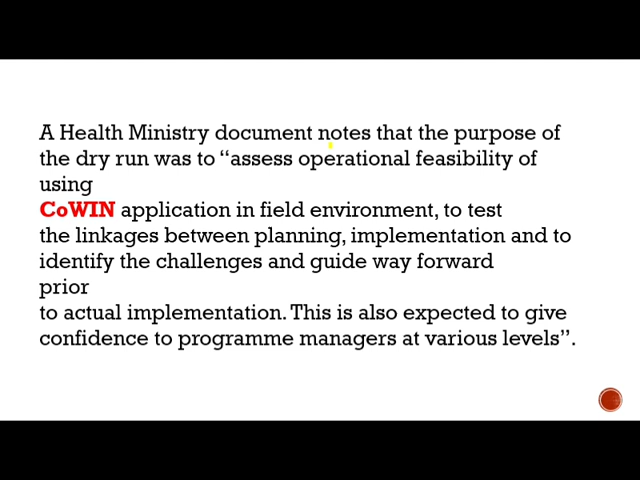 A Health Ministry document notes that the purpose of
the dry run was to “assess operational feasibility of
using
CoWIN application in field environment, to test
the linkages between planning, implementation and to
identify the challenges and guide way forward
prior
to actual implementation. This is also expected to give
confidence to programme managers at various levels”.